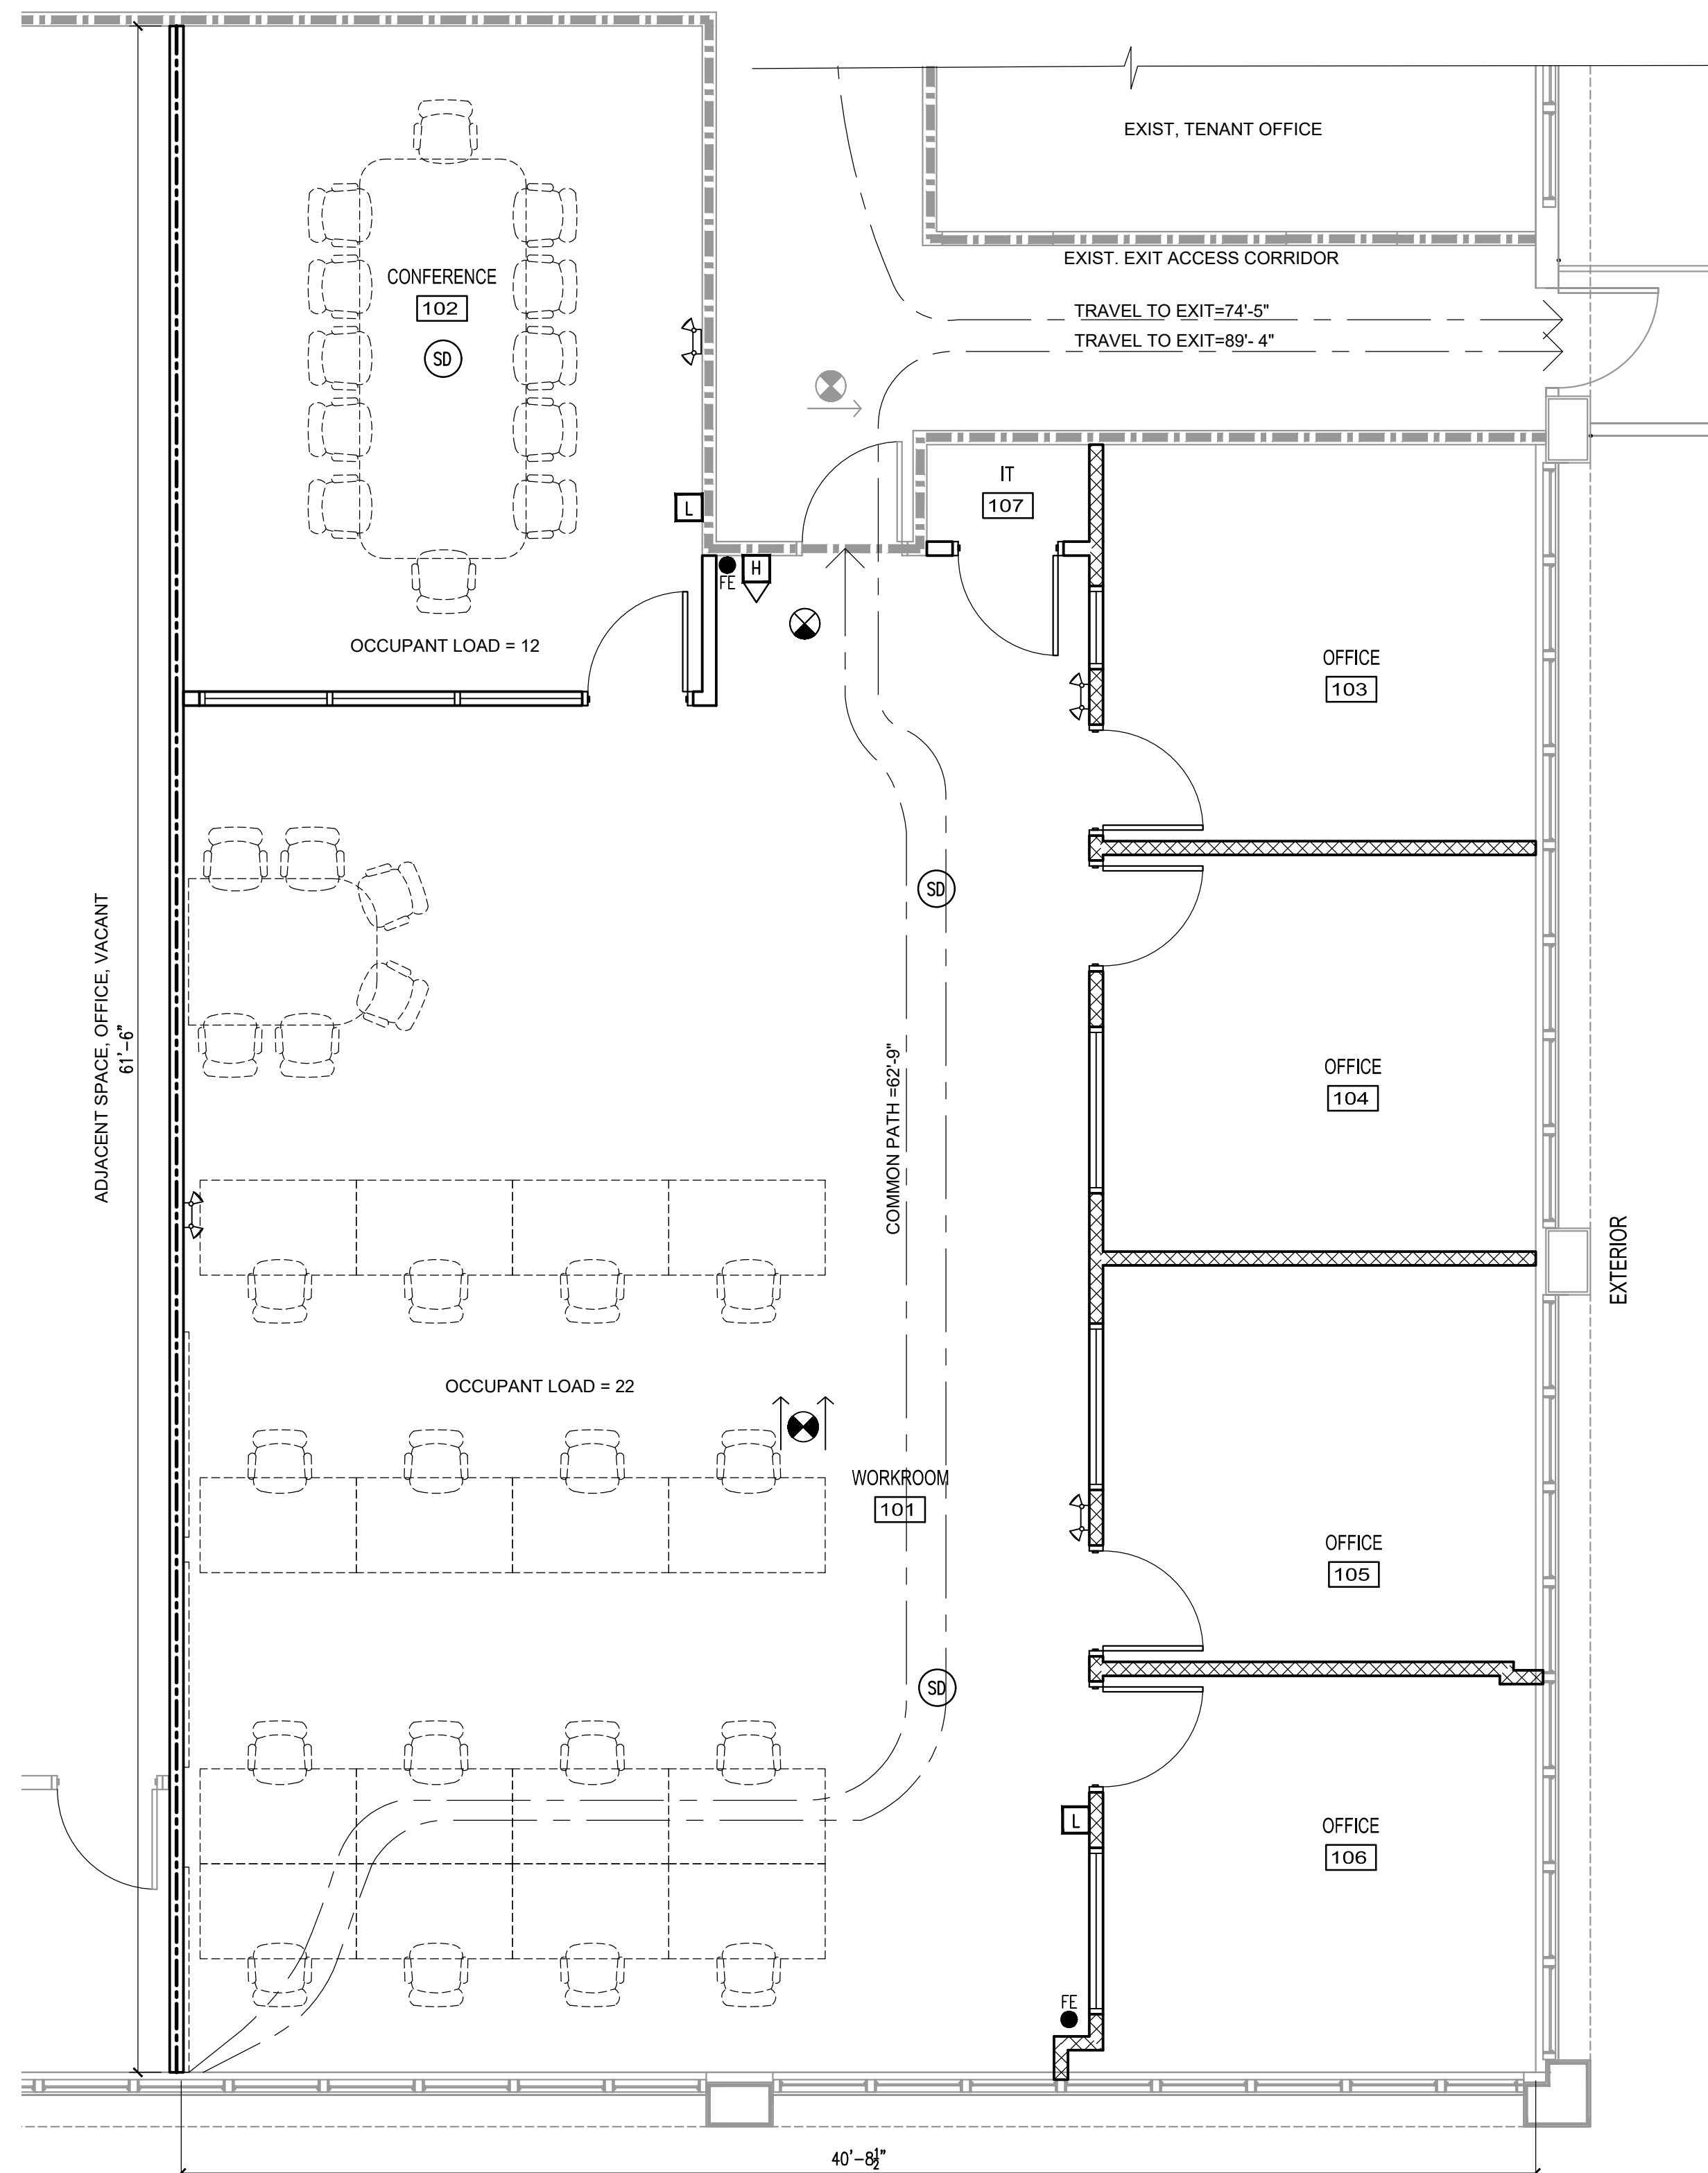 EXIST, TENANT OFFICE
EXIST. EXIT ACCESS CORRIDOR
CONFERENCE
102
SD
TRAVEL TO EXIT=74'-5"
TRAVEL TO EXIT=89'- 4"
IT
107
L
FE
H
OCCUPANT LOAD = 12
OFFICE
103
SD
ADJACENT SPACE, OFFICE, VACANT
61'-6"
COMMON PATH =62'-9"
OFFICE
104
EXTERIOR
OCCUPANT LOAD = 22
WORKROOM
101
OFFICE
105
SD
L
OFFICE
106
FE
40'-8½"